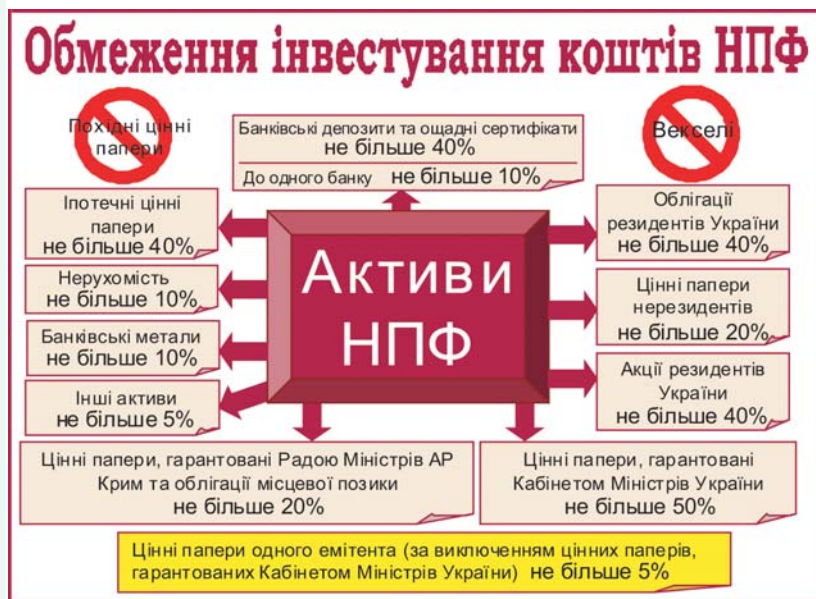 Обмеження інвестування коштів НПФ
Похідні цінні
папери
Банківські депозити та ощадні сертифікати
не більше 40%
До одного банку не більше 10%
Векселі
Іпотечні цінні
папери
не більше 40%
Нерухомість
не більше 10%
Банківські метали
не більше 10%
Інші активи
не більше 5%
Активи
НПФ
Облігації
резидентів України
не більше 40%
Цінні папери
нерезидентів
не більше 20%
Акції резидентів
України
не більше 40%
Цінні папери, гарантовані Радою Міністрів АР
Крим та облігації місцевої позики
не більше 20%
Цінні папери, гарантовані
Кабінетом Міністрів України
не більше 50%
Цінні папери одного емітента (за виключенням цінних паперів,
гарантованих Кабінетом Міністрів України) не більше 5%